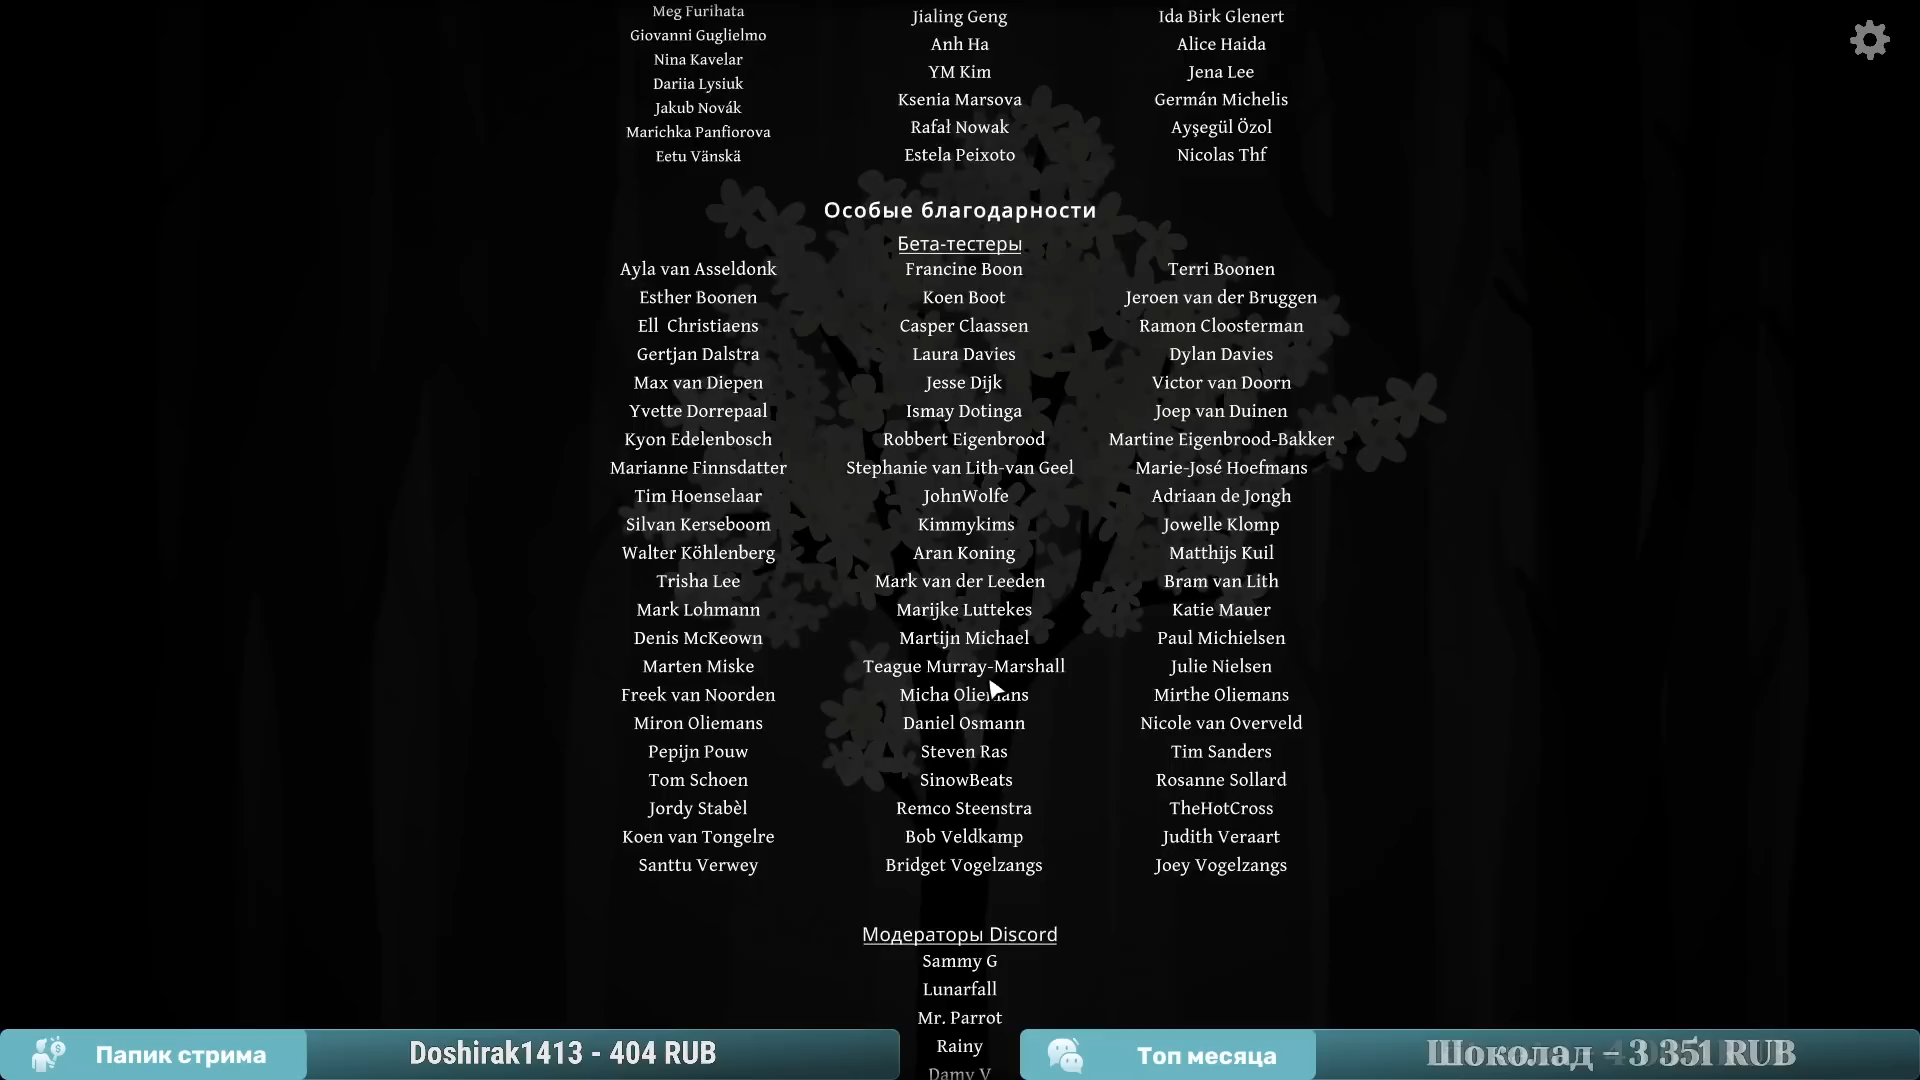 Meg Furihata
Giovanni Guglielmo
Nina Kavelar
Dariia Lysiuk
Jakub Novák
Marichka Panfiorova
Eetu Vänskä
Jialing Geng
Anh Ha
YM Kim
Ksenia Marsova
Rafał Nowak
Estela Peixoto
Ida Birk Glenert
Alice Haida
Jena Lee
Germán Michelis
Ayşegül Özol
Nicolas Thf
Особые благодарности
Бета-тестеры
Ayla van Asseldonk
Esther Boonen
Ell Christiaens
Gertjan Dalstra
Max van Diepen
Yvette Dorrepaal
Kyon Edelenbosch
Marianne Finnsdatter
Tim Hoenselaar
Silvan Kerseboom
Walter Köhlenberg
Trisha Lee
Mark Lohmann
Denis McKeown
Marten Miske
Freek van Noorden
Miron Oliemans
Pepijn Pouw
Tom Schoen
Jordy Stabèl
Koen van Tongelre
Santtu Verwey
Francine Boon
Koen Boot
Casper Claassen
Laura Davies
Jesse Dijk
Ismay Dotinga
Robbert Eigenbrood
Stephanie van Lith-van Geel
JohnWolfe
Kimmykims
Aran Koning
Mark van der Leeden
Marijke Luttekes
Martijn Michael
Teague Murray-Marshall
Micha Oliemans
Daniel Osmann
Steven Ras
SinowBeats
Remco Steenstra
Bob Veldkamp
Bridget Vogelzangs
Terri Boonen
Jeroen van der Bruggen
Ramon Cloosterman
Dylan Davies
Victor van Doorn
Joep van Duinen
Martine Eigenbrood-Bakker
Marie-José Hoefmans
Adriaan de Jongh
Jowelle Klomp
Matthijs Kuil
Bram van Lith
Katie Mauer
Paul Michielsen
Julie Nielsen
Mirthe Oliemans
Nicole van Overveld
Tim Sanders
Rosanne Sollard
TheHotCross
Judith Veraart
Joey Vogelzangs
Модераторы Discord
Sammy G
Lunarfall
Mr. Parrot
Rainy
Damy V
Папик стрима
Doshirak1413 - 404 RUB
Топ месяца
Шоколад - 3 351 RUB